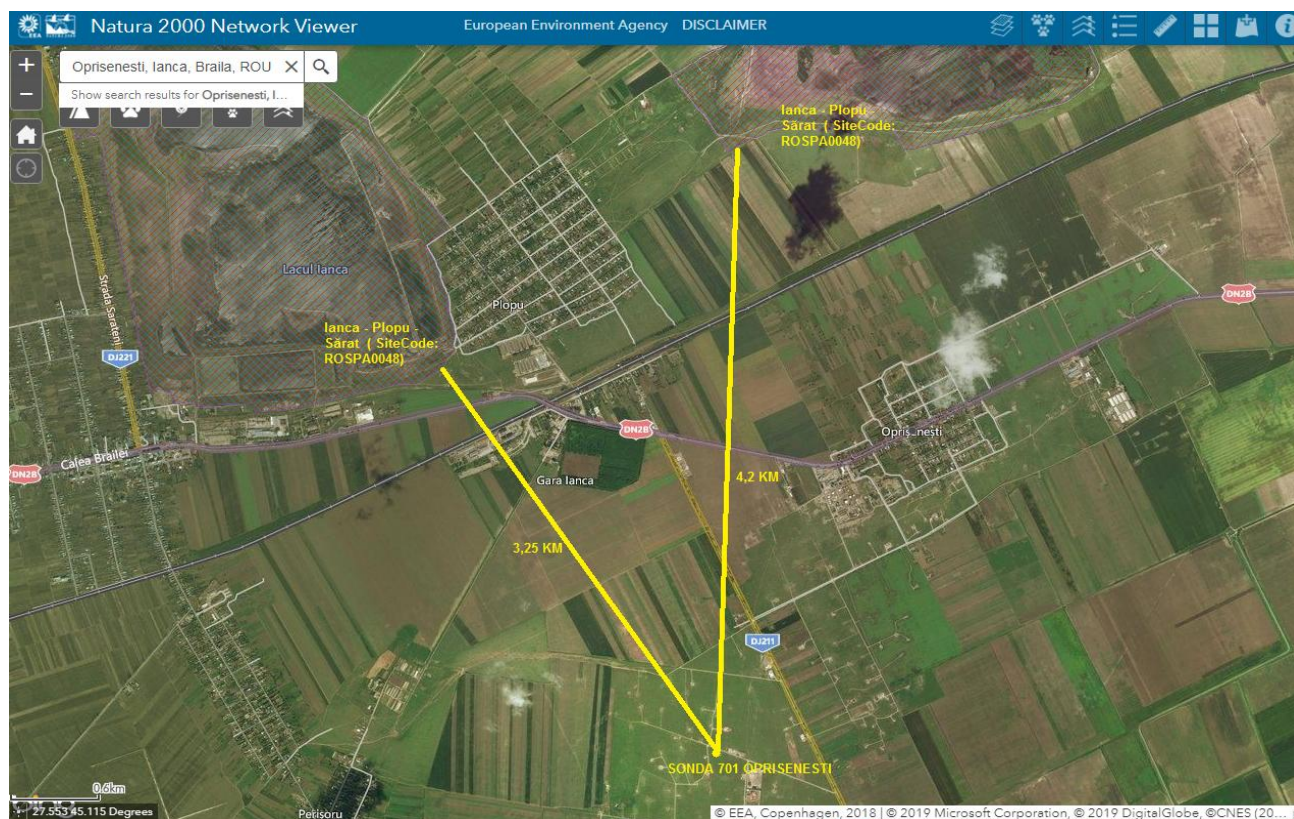 Natura 2000 Network Viewer
European Environment Agency DISCLAIMER
Oprisenesti, Ianca, Braila, ROU
Show search results for Oprisenesti, I...
Ianca - Plopu -
Sărat ( SiteCode:
ROSPA0048)
Lacul Ianca
Strada Sarațeni
Plopu
DN2B
Ianca - Plopu -
Sărat ( SiteCode:
ROSPA0048)
DJ221
DN2B
Opriș_nești
Calea Brailei
DN2B
Gara Ianca
4,2 KM
3,25 KM
DJ211
SONDA 701 OPRISENESTI
0.6km
27.553 45.115 Degrees
Petișoru
© EEA, Copenhagen, 2018 | © 2019 Microsoft Corporation, © 2019 DigitalGlobe, ©CNES (20...